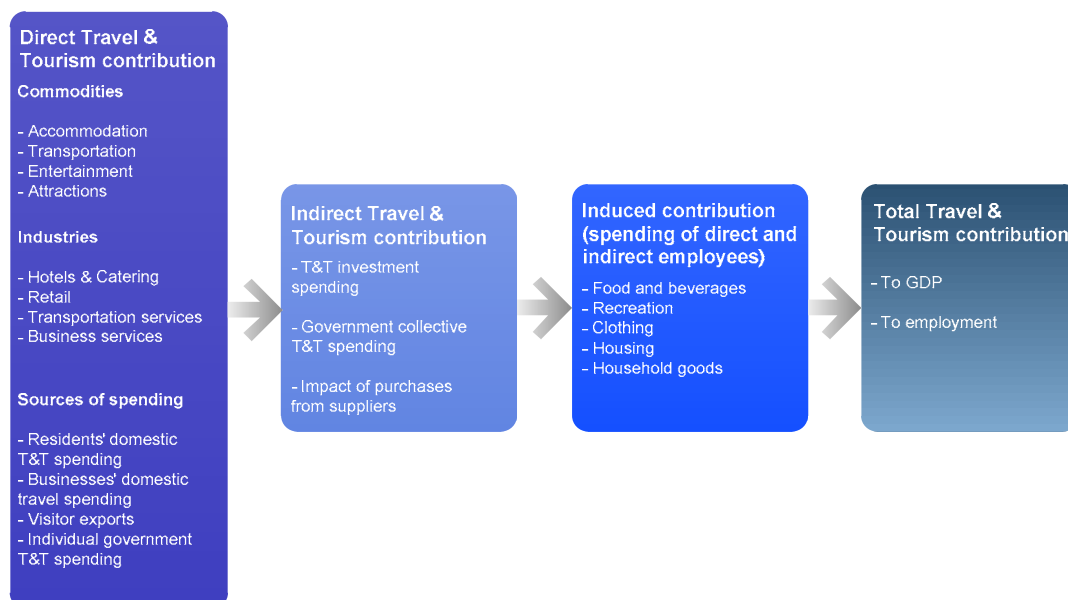 Direct Travel &
Tourism contribution
Commodities
- Accommodation
- Transportation
- Entertainment
- Attractions
Industries
- Hotels & Catering
- Retail
- Transportation services
- Business services
Sources of spending
- Residents' domestic
T&T spending
- Businesses' domestic
travel spending
- Visitor exports
- Individual government
T&T spending
Indirect Travel &
Tourism contribution
- T&T investment
spending
- Government collective
T&T spending
- Impact of purchases
from suppliers
Induced contribution
(spending of direct and
indirect employees)
- Food and beverages
- Recreation
- Clothing
- Housing
- Household goods
Total Travel &
Tourism contribution
- To GDP
- To employment